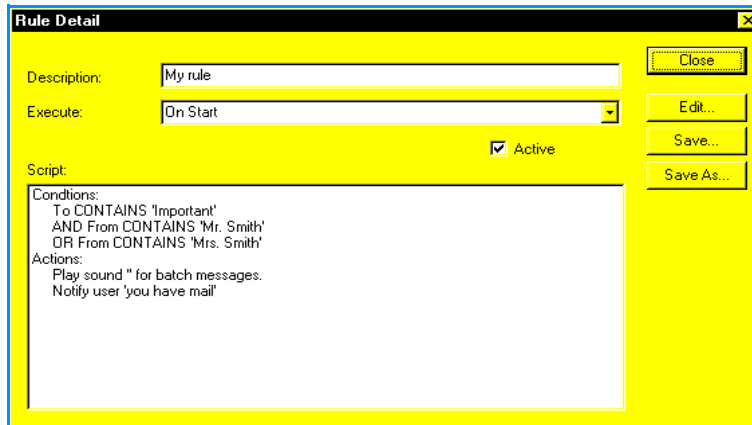 Rule Detail
Close
Description:
My rule
Execute:
On Start
Edit...
Active
Save...
Script:
Save As...
Condtions:
To CONTAINS 'Important'
AND From CONTAINS 'Mr. Smith'
OR From CONTAINS 'Mrs. Smith'
Actions:
Play sound '' for batch messages.
Notify user 'you have mail'